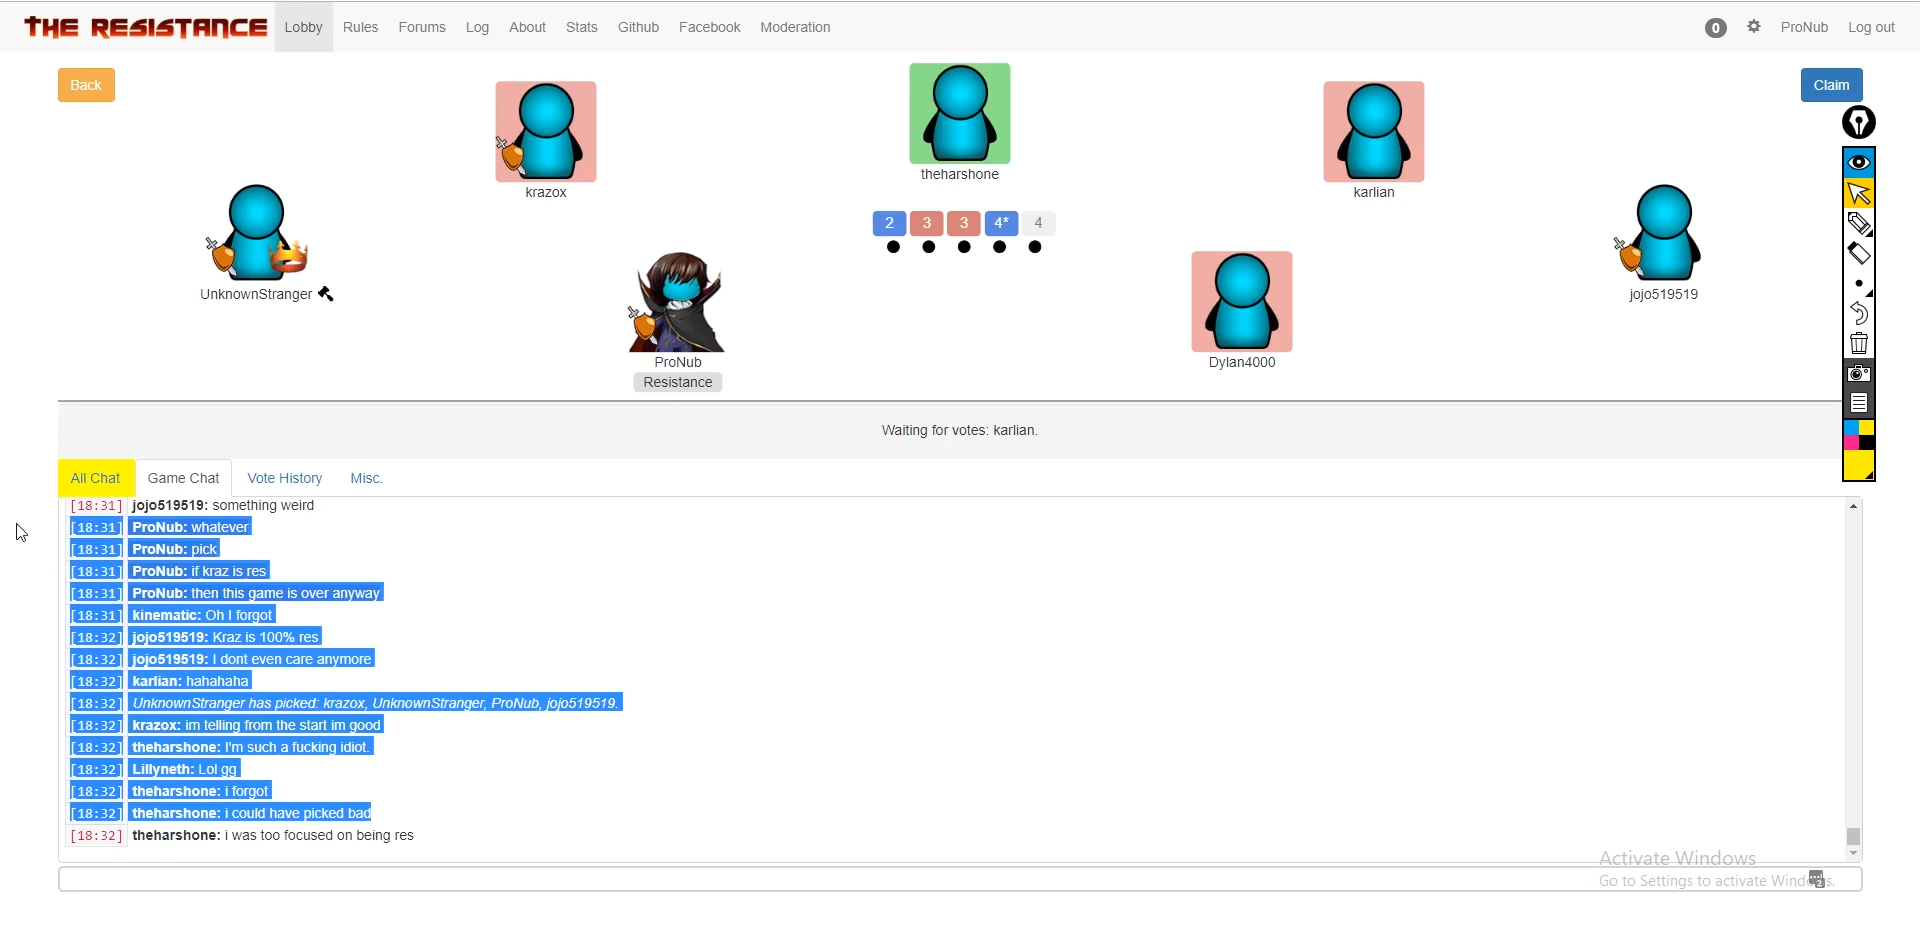 THE RESISTANCE Lobby Rules Forums Log About Stats Github Facebook Moderation 0 ProNub Log out
Back
Claim
krazox
theharshone
karlian
UnknownStranger
2 3 3 4* 4
jojo519519
ProNub
Resistance
Dylan4000
Waiting for votes: karlian.
All Chat Game Chat Vote History Misc.
[18:31] jojo519519: something weird
[18:31] ProNub: whatever
[18:31] ProNub: pick
[18:31] ProNub: if kraz is res
[18:31] ProNub: then this game is over anyway
[18:31] kinematic: Oh I forgot
[18:32] jojo519519: Kraz is 100% res
[18:32] jojo519519: I dont even care anymore
[18:32] karlian: hahahaha
[18:32] UnknownStranger has picked: krazox, UnknownStranger, ProNub, jojo519519.
[18:32] krazox: im telling from the start im good
[18:32] theharshone: I'm such a fucking idiot.
[18:32] Lillyneth: Lol gg
[18:32] theharshone: i forgot
[18:32] theharshone: i could have picked bad
[18:32] theharshone: i was too focused on being res
Activate Windows
Go to Settings to activate Windows.